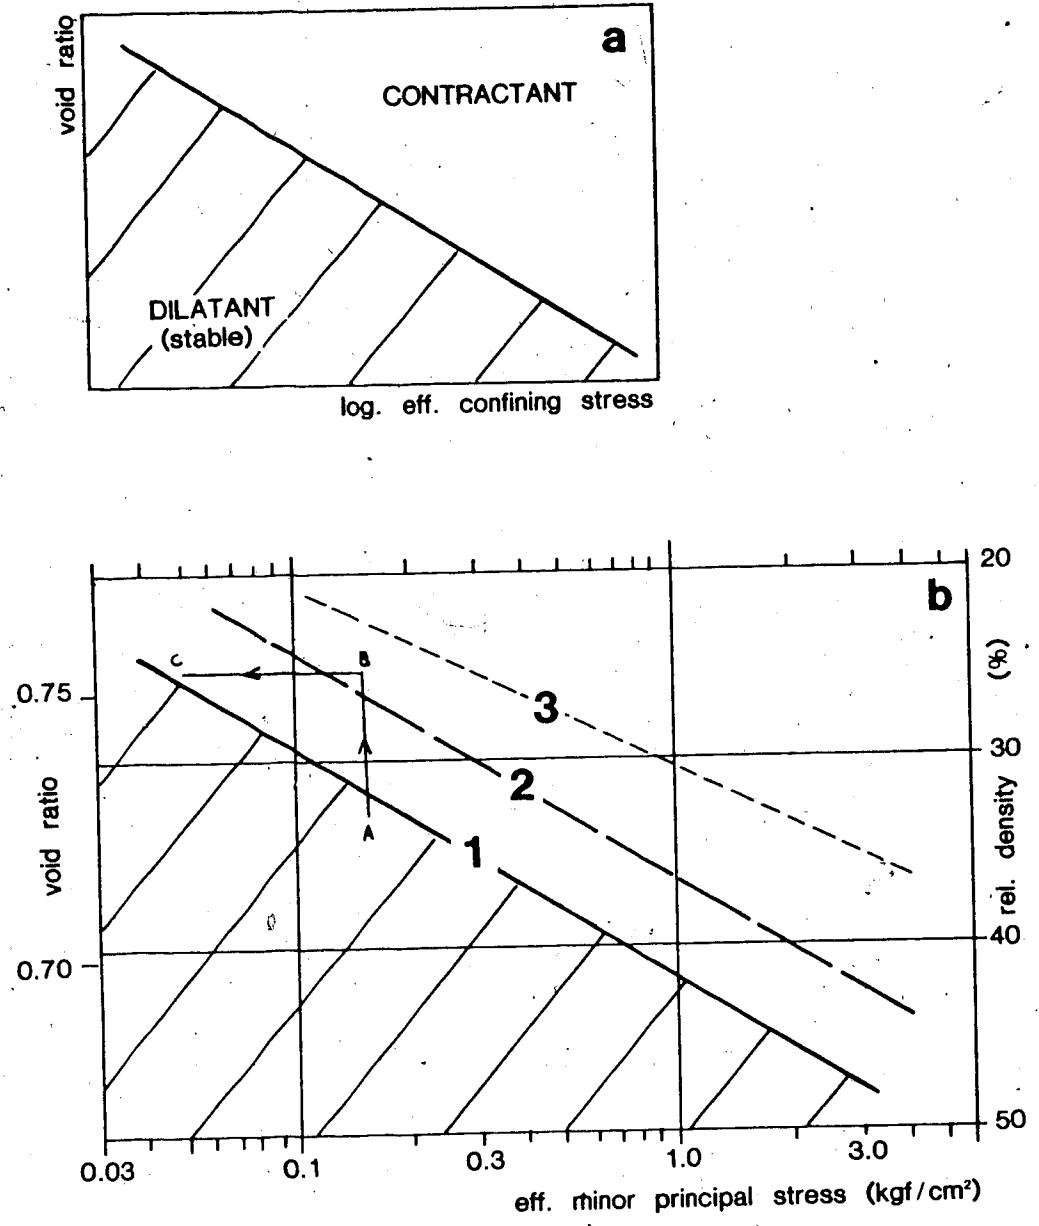 void ratio
a
CONTRACTANT
DILATANT
(stable)
log. eff. confining stress
20
b
(%)
C
B
0.75
3
30
2
void ratio
A
1
rel. density
40
0.70
50
0.03
0.1
0.3
1.0
3.0
eff. minor principal stress (kgf/cm²)